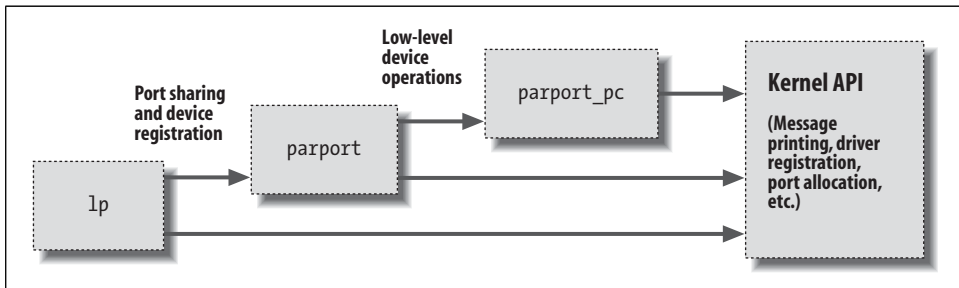 Low-level
device
operations
Port sharing
and device
registration
parport_pc
parport
lp
Kernel API
(Message
printing, driver
registration,
port allocation,
etc.)